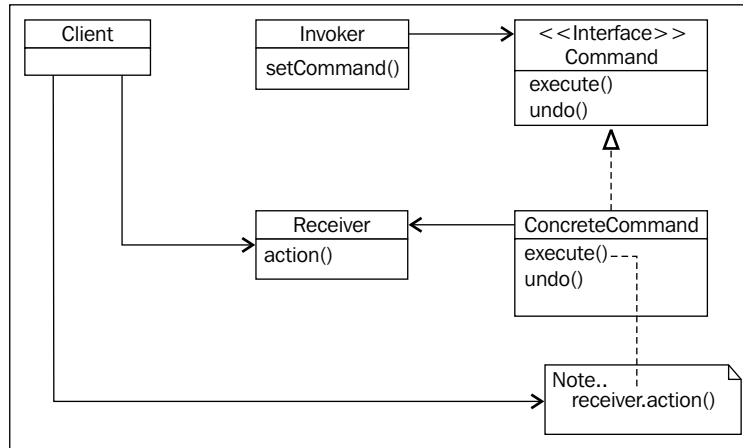 Client
Invoker
setCommand()
<<Interface>>
Command
execute()
undo()
Receiver
action()
ConcreteCommand
execute()
undo()
Note..
receiver.action()